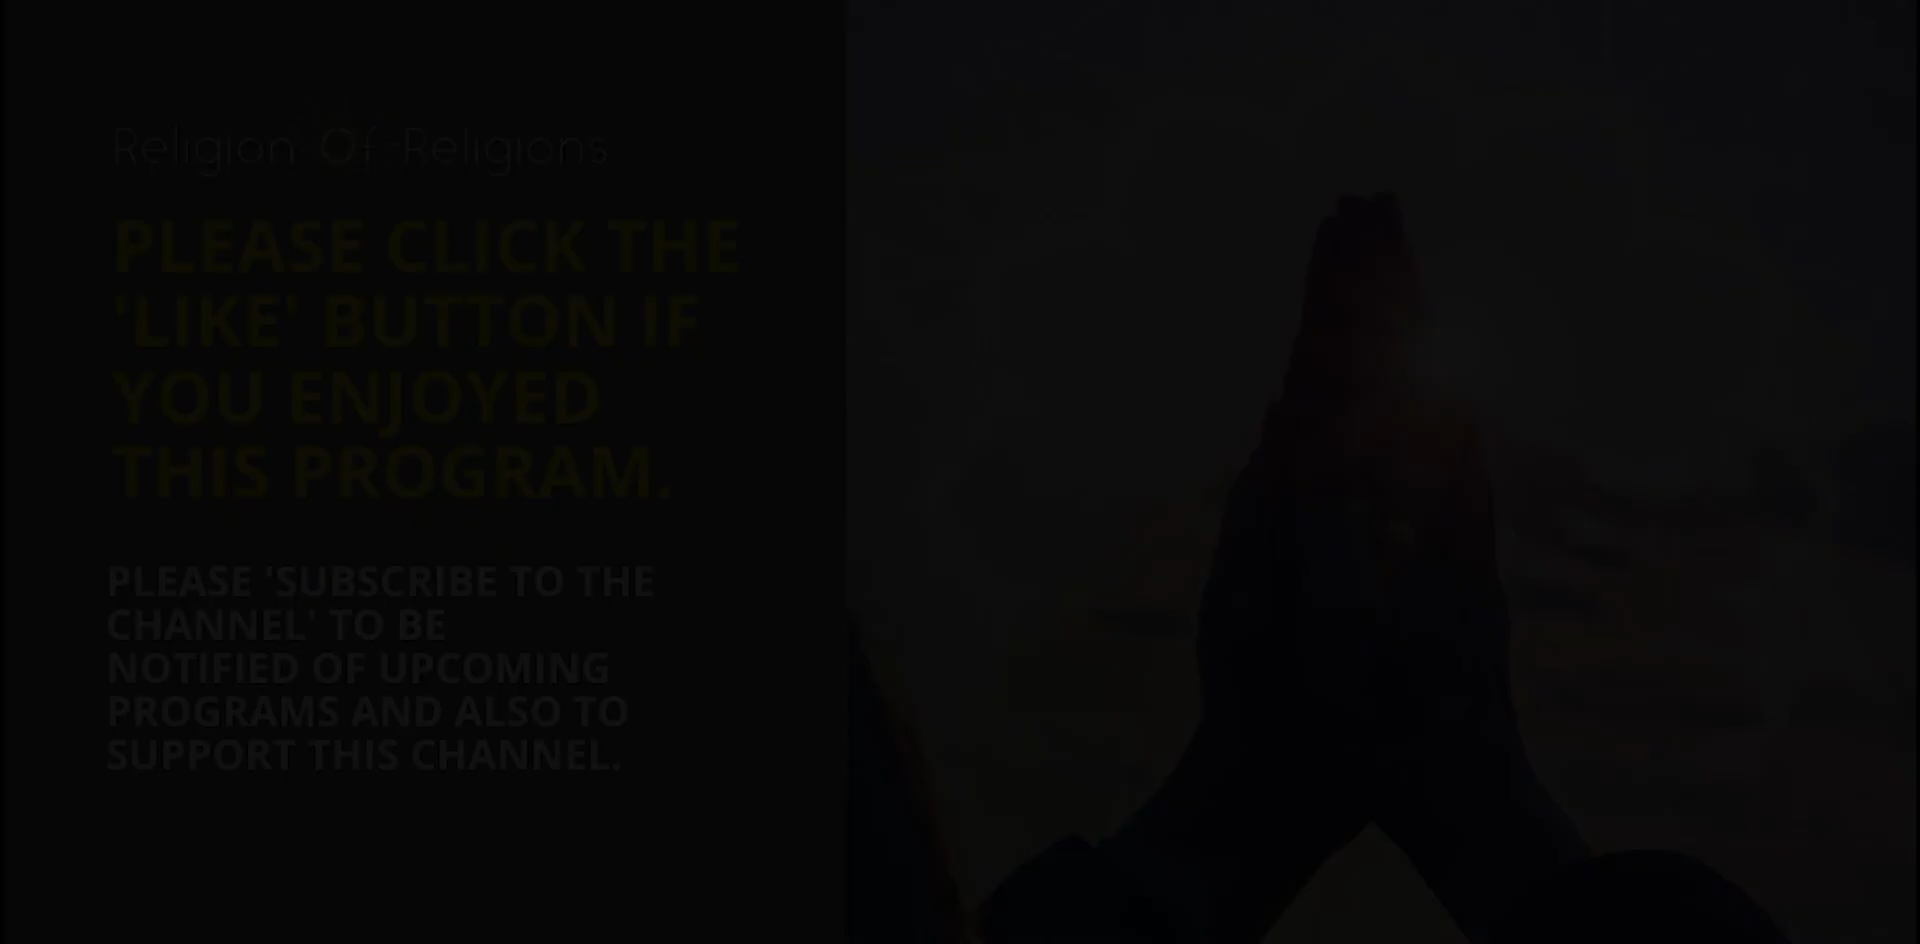 Religion Of Religions
PLEASE CLICK THE
'LIKE' BUTTON IF
YOU ENJOYED
THIS PROGRAM.
PLEASE 'SUBSCRIBE TO THE
CHANNEL' TO BE
NOTIFIED OF UPCOMING
PROGRAMS AND ALSO TO
SUPPORT THIS CHANNEL.